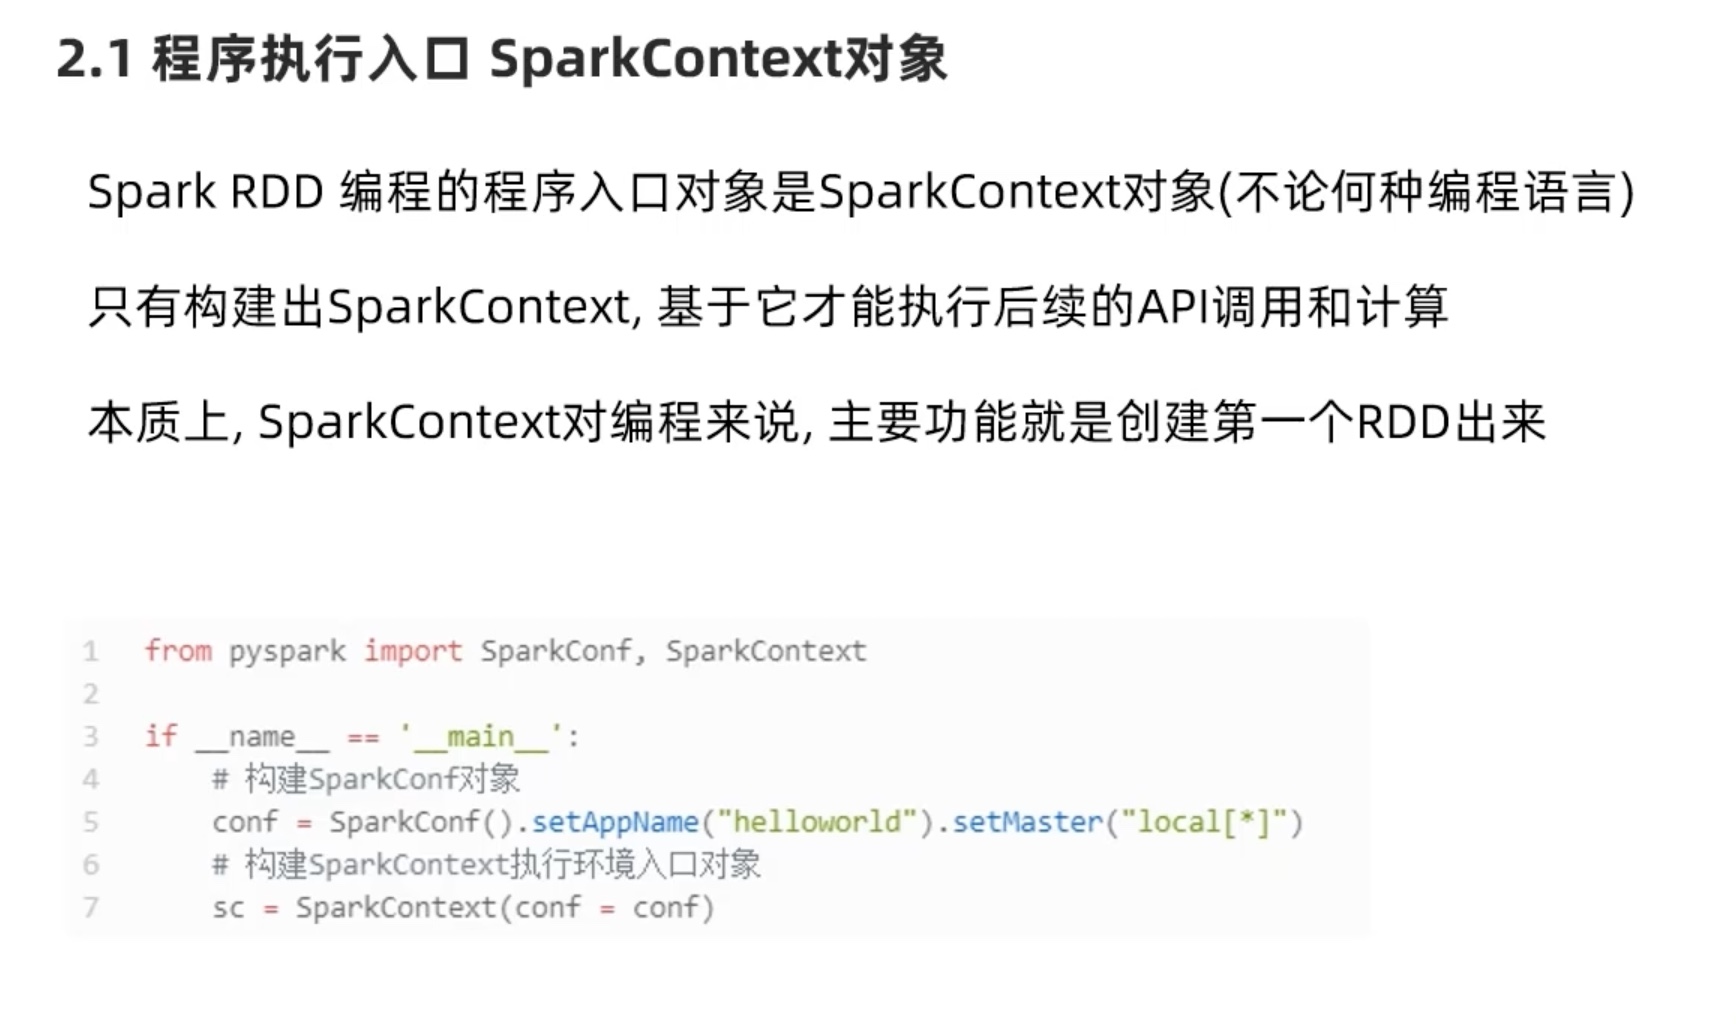 2.1 程序执行入口 SparkContext对象
Spark RDD 编程的程序入口对象是SparkContext对象(不论何种编程语言)
只有构建出SparkContext, 基于它才能执行后续的API调用和计算
本质上, SparkContext对编程来说, 主要功能就是创建第一个RDD出来
1 from pyspark import SparkConf, SparkContext
2
3 if __name__ == '__main__':
4     # 构建SparkConf对象
5     conf = SparkConf().setAppName("helloworld").setMaster("local[*]")
6     # 构建SparkContext执行环境入口对象
7     sc = SparkContext(conf = conf)